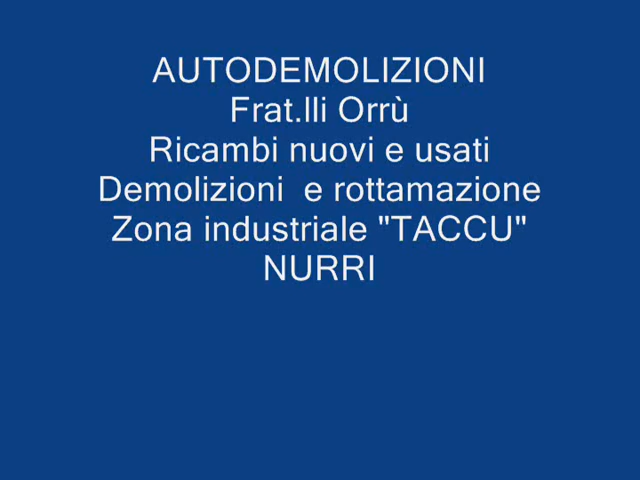 AUTODEMOLIZIONI
Frat.lli Orrù
Ricambi nuovi e usati
Demolizioni  e rottamazione
Zona industriale "TACCU"
NURRI